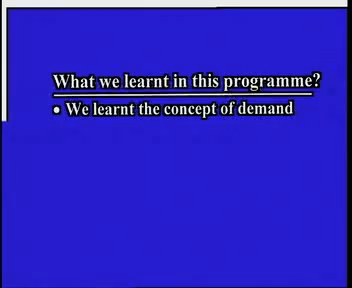 What we learnt in this programme?
• We learnt the concept of demand